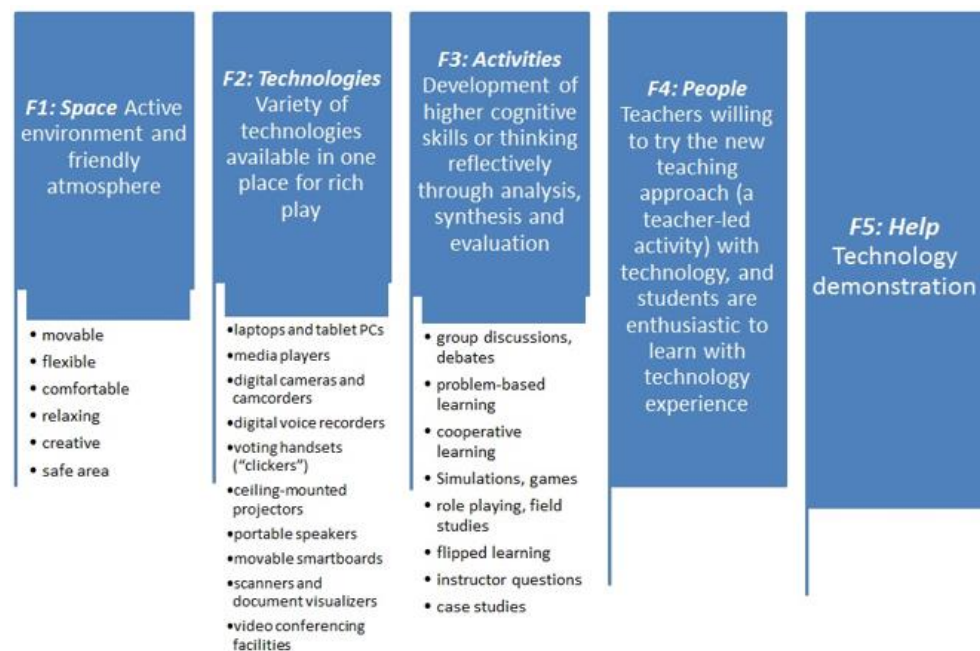 F1: Space Active
environment and
friendly
atmosphere
• movable
• flexible
• comfortable
• relaxing
• creative
• safe area
F2: Technologies
Variety of
technologies
available in one
place for rich
play
•laptops and tablet PCs
•media players
•digital cameras and
camcorders
•digital voice recorders
•voting handsets
("clickers")
•ceiling-mounted
projectors
•portable speakers
•movable smartboards
•scanners and
document visualizers
•video conferencing
facilities
F3: Activities
Development of
higher cognitive
skills or thinking
reflectively
through analysis,
synthesis and
evaluation
• group discussions,
debates
• problem-based
learning
• cooperative
learning
• Simulations, games
• role playing, field
studies
• flipped learning
• instructor questions
• case studies
F4: People
Teachers willing
to try the new
teaching
approach (a
teacher-led
activity) with
technology, and
students are
enthusiastic to
learn with
technology
experience
F5: Help
Technology
demonstration